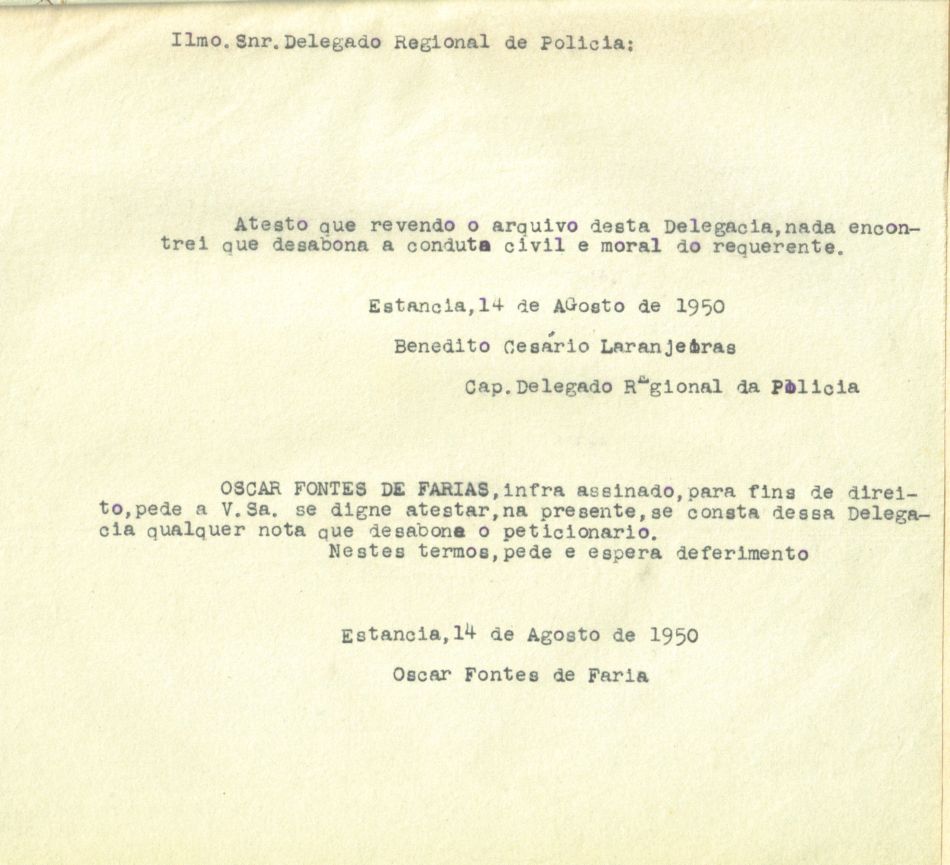 Ilmo.Snr.Delegado Regional de Policia:
Atesto que revendo o arquivo desta Delegacia,nada encon-
trei que desabona a conduta civil e moral do requerente.
Estancia,14 de AGosto de 1950
Benedito Cesário Laranjeiras
Cap.Delegado Regional da Policia
OSCAR FONTES DE FARIAS,infra assinado,para fins de direi-
to,pede a V.Sa. se digne atestar,na presente,se consta dessa Delega-
cia qualquer nota que desabone o peticionario.
Nestes termos,pede e espera deferimento
Estancia,14 de Agosto de 1950
Oscar Fontes de Faria